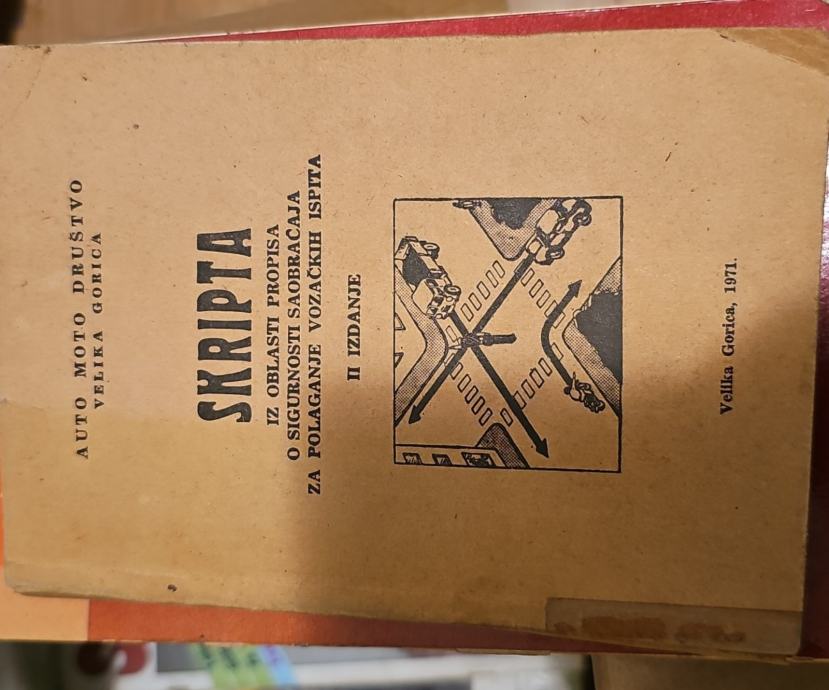 AUTO MOTO DRUŠTVO
VELIKA GORICA
SKRIPTA
IZ OBLASTI PROPISA
O SIGURNOSTI SAOBRAĆAJA
ZA POLAGANJE VOZAČKIH ISPITA
II IZDANJE
Velika Gorica, 1971.